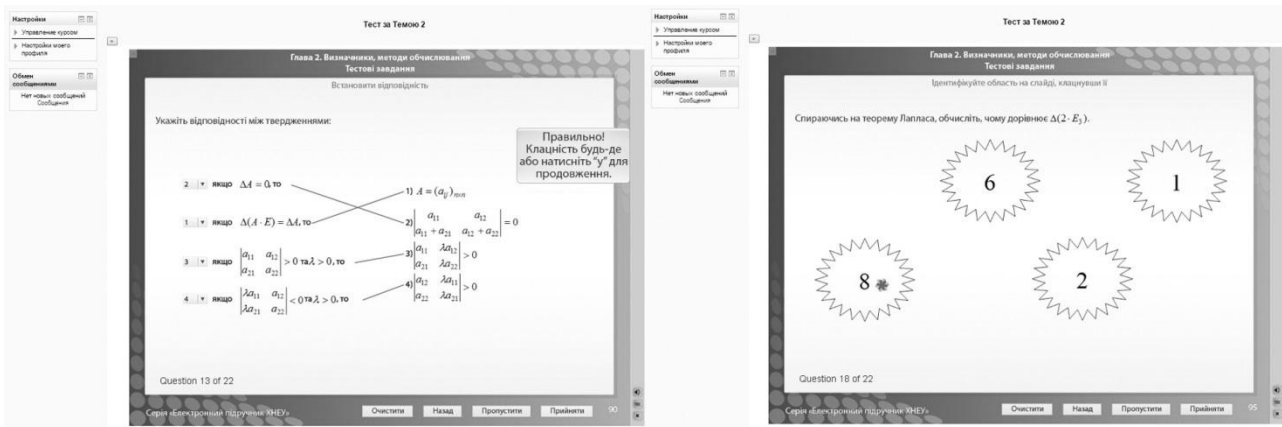 Настройки
Управление курсом
Настройки моего
профиля
Обмен
сообщениями
Нет новых сообщений
Сообщения
Тест за Темою 2
Глава 2. Визначники, методи обчислювання
Тестові завдання
Встановити відповідність
Укажіть відповідності між твердженнями:
Правильно!
Клацність будь-де
або натисніть "у" для
продовження.
2 якщо ΔA = 0, то
1 якщо Δ(A · E) = ΔA, то
3 якщо |a₁₁ a₁₂; a₂₁ a₂₂| > 0 та λ > 0, то
4 якщо |λa₁₁ a₁₂; λa₂₁ a₂₂| < 0 та λ > 0, то
1) A = (aᵢⱼ)
2) |a₁₁ a₁₂; a₁₁ + a₂₁ a₁₂ + a₂₂| = 0
3) |a₁₁ λa₁₂; a₂₁ λa₂₂| > 0
4) |a₁₂ λa₁₁; a₂₂ λa₂₁| > 0
Question 13 of 22
Серія «Електронний підручник ХНЕУ»
Очистити Назад Пропустити Прийняти 90
Настройки
Управление курсом
Настройки моего
профиля
Обмен
сообщениями
Нет новых сообщений
Сообщения
Тест за Темою 2
Глава 2. Визначники, методи обчислювання
Тестові завдання
Ідентифікуйте область на слайді, клацнувши її
Спираючись на теорему Лапласа, обчисліть, чому дорівнює Δ(2 · E₃).
6
1
8
2
Question 18 of 22
Серія «Електронний підручник ХНЕУ»
Очистити Назад Пропустити Прийняти 95